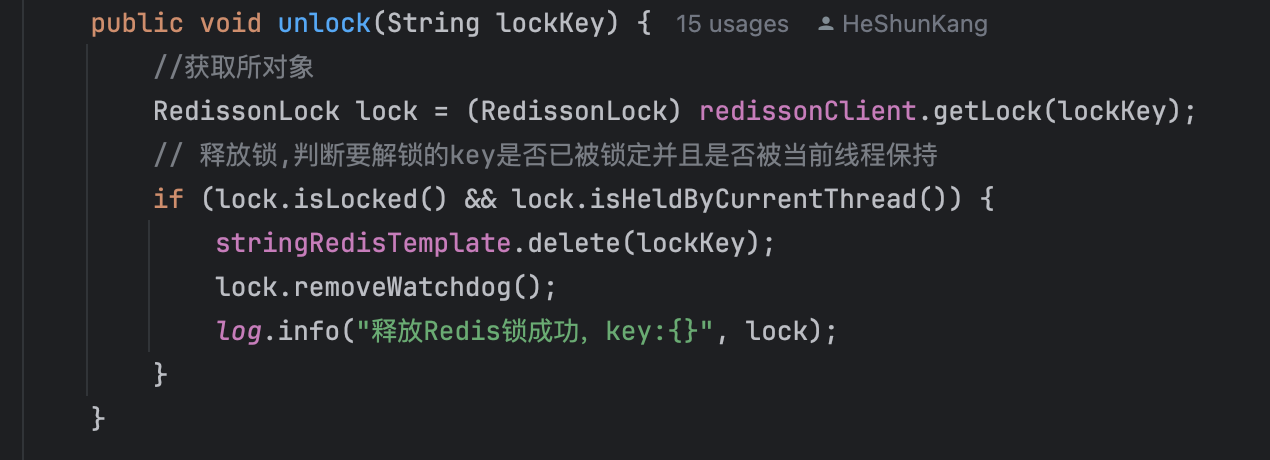 public void unlock(String lockKey) { 15 usages HeShunKang
//获取所对象
RedissonLock lock = (RedissonLock) redissonClient.getLock(lockKey);
// 释放锁,判断要解锁的key是否已被锁定并且是否被当前线程保持
if (lock.isLocked() && lock.isHeldByCurrentThread()) {
stringRedisTemplate.delete(lockKey);
lock.removeWatchdog();
log.info("释放Redis锁成功，key:{}", lock);
}
}